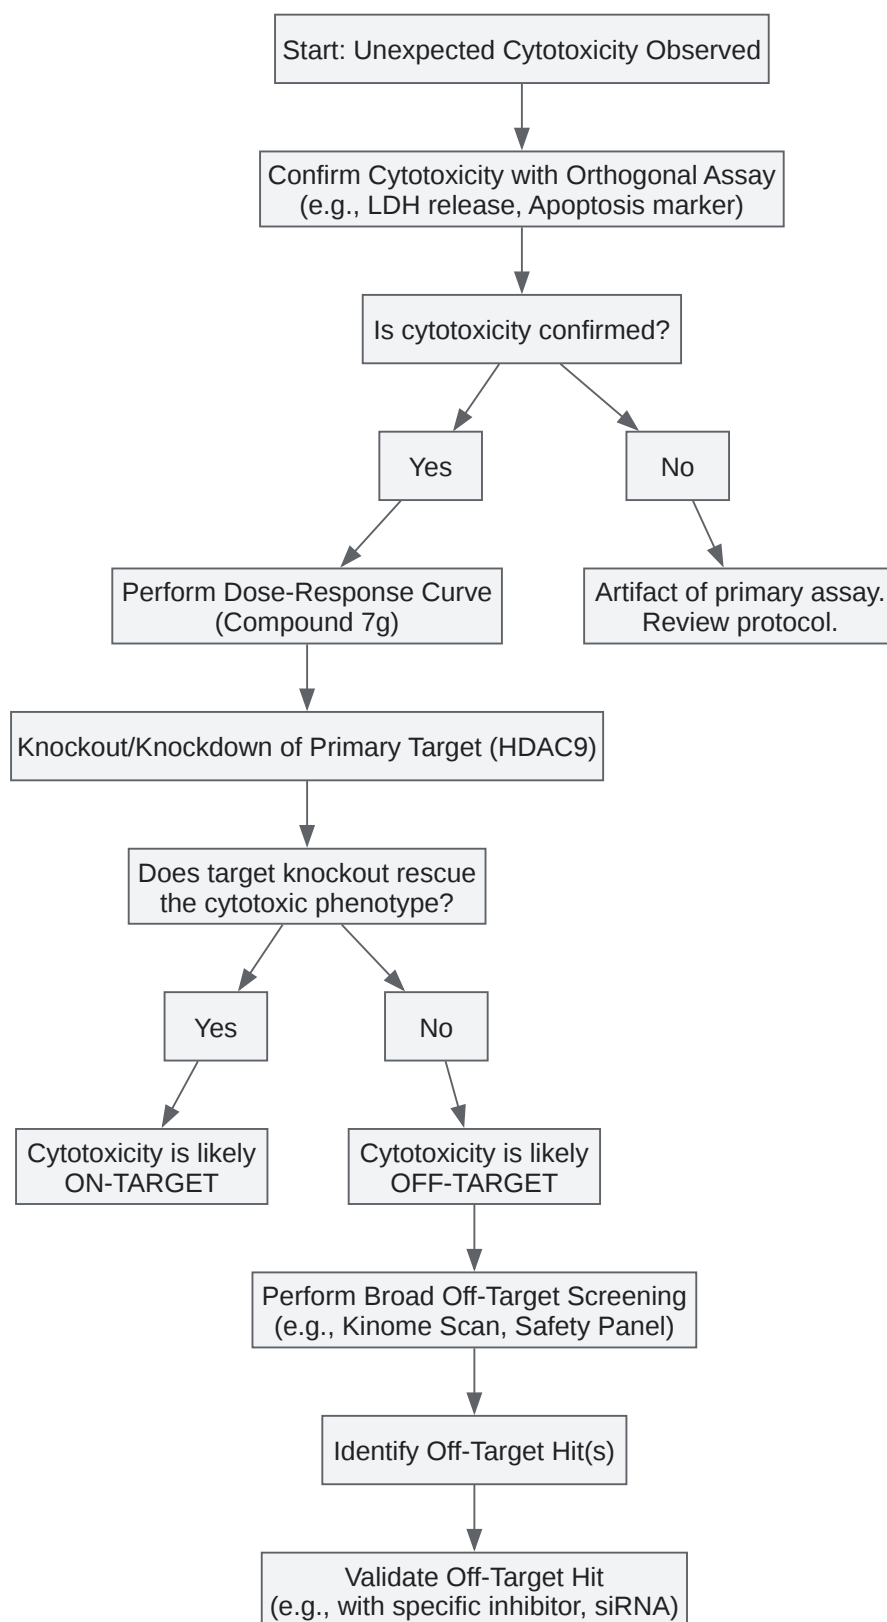 Start: Unexpected Cytotoxicity Observed
Confirm Cytotoxicity with Orthogonal Assay
(e.g., LDH release, Apoptosis marker)
Is cytotoxicity confirmed?
Yes
No
Perform Dose-Response Curve
(Compound 7g)
Artifact of primary assay.
Review protocol.
Knockout/Knockdown of Primary Target (HDAC9)
Does target knockout rescue
the cytotoxic phenotype?
Yes
No
Cytotoxicity is likely
ON-TARGET
Cytotoxicity is likely
OFF-TARGET
Perform Broad Off-Target Screening
(e.g., Kinome Scan, Safety Panel)
Identify Off-Target Hit(s)
Validate Off-Target Hit
(e.g., with specific inhibitor, siRNA)